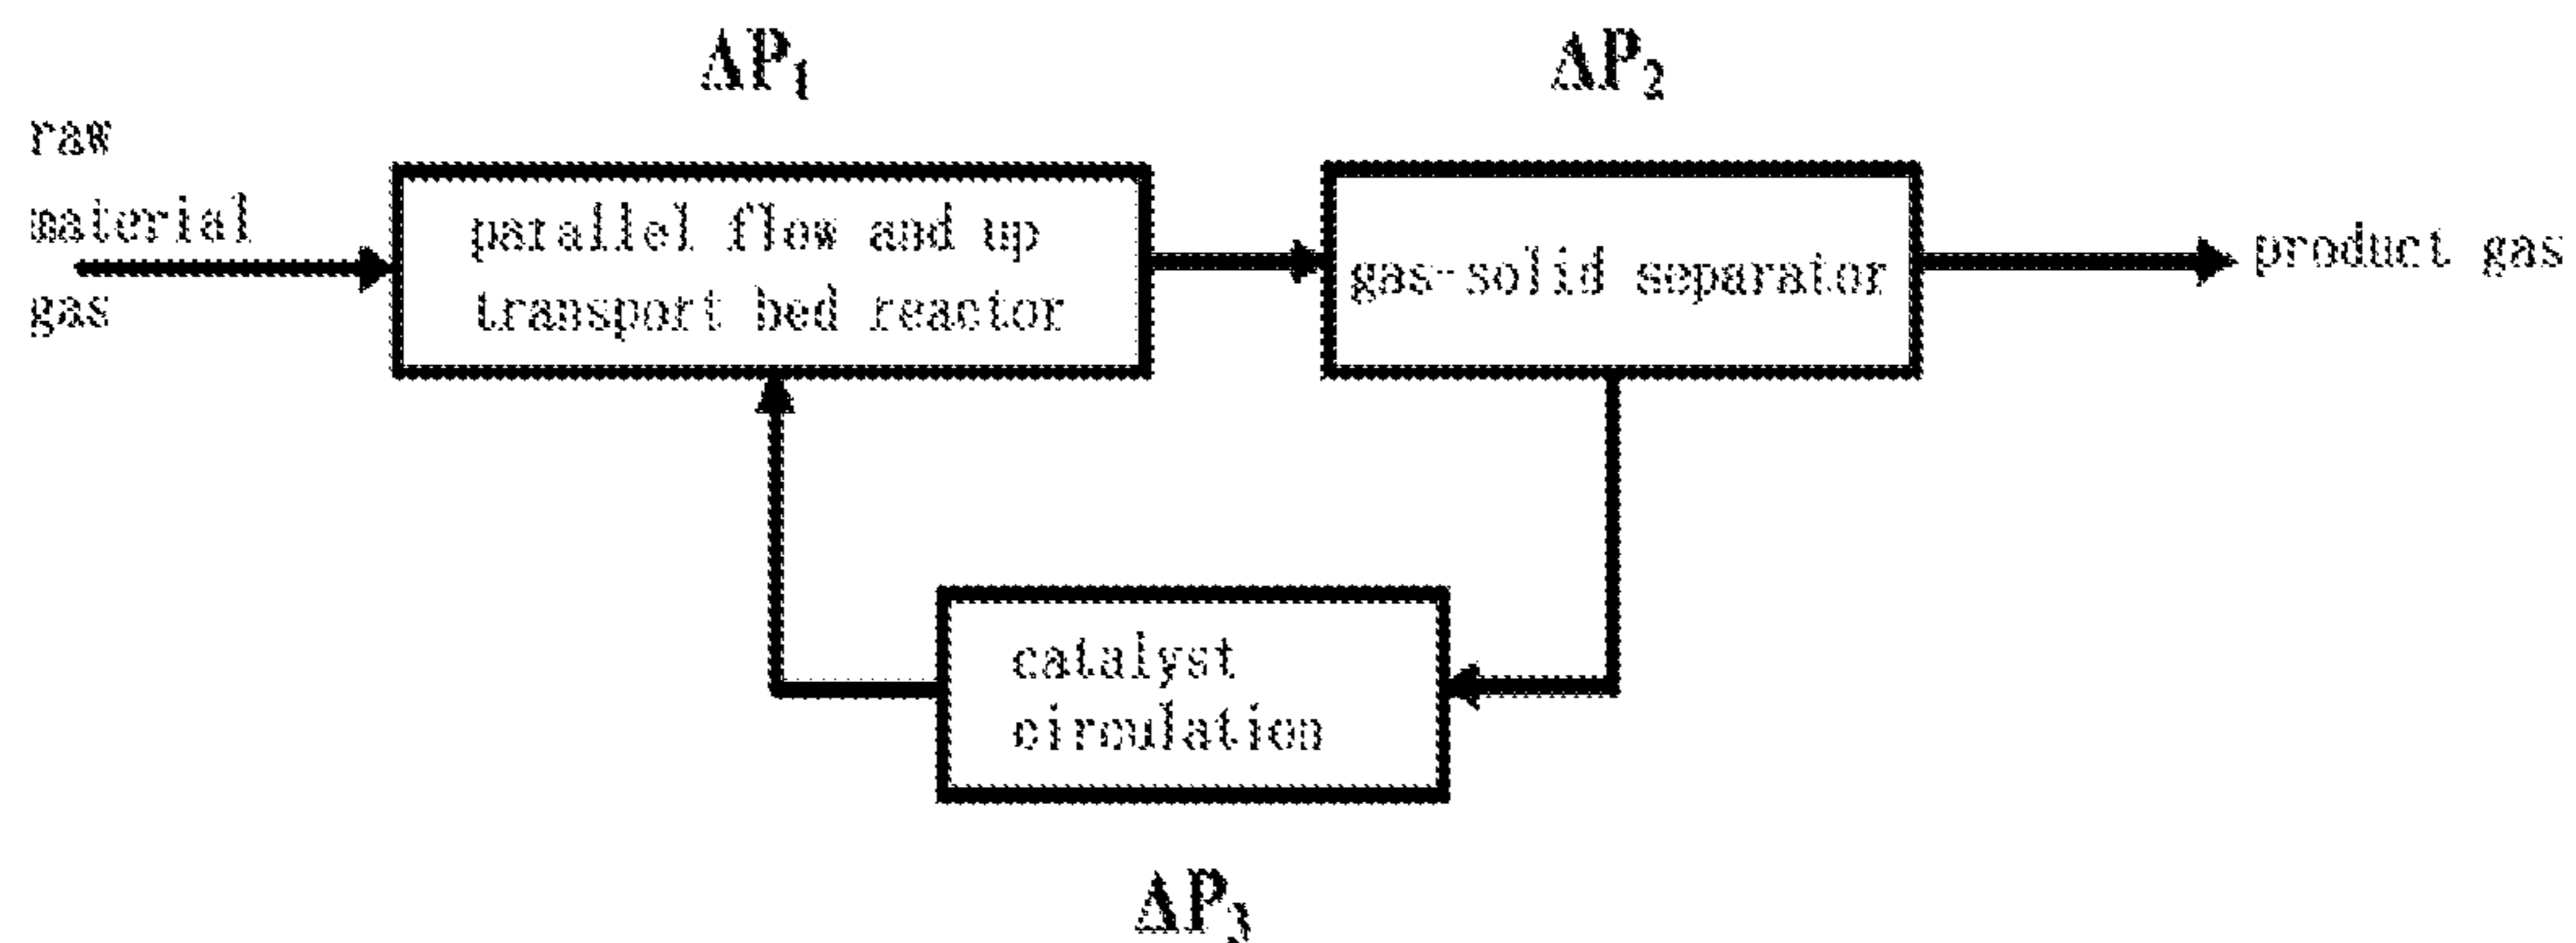 ΔP₁
ΔP₂
raw
material
gas
parallel flow and up
transport bed reactor
gas-solid separator
product gas
catalyst
circulation
ΔP₃